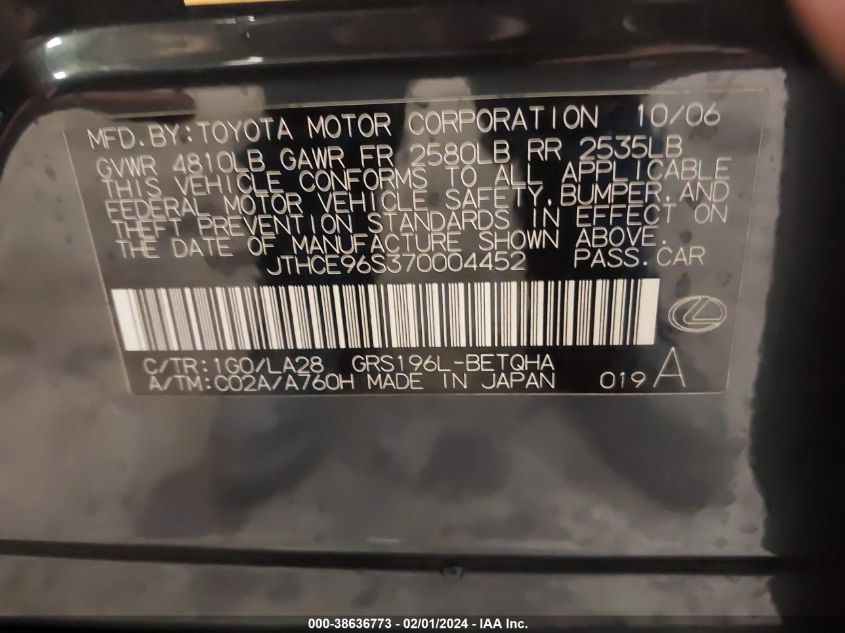 MFD. BY: TOYOTA MOTOR CORPORATION 10/06
GVWR 4810LB GAWR FR 2580LB RR 2535LB
THIS VEHICLE CONFORMS TO ALL APPLICABLE
FEDERAL MOTOR VEHICLE SAFETY, BUMPER, AND
THEFT PREVENTION STANDARDS IN EFFECT ON
THE DATE OF MANUFACTURE SHOWN ABOVE.
JTHCE96S370004452 PASS. CAR
C/TR: 1G0/LA28 GRS196L-BETQHA
A/TM: C02A/A760H MADE IN JAPAN 019 A
000-38636773 - 02/01/2024 - IAA Inc.